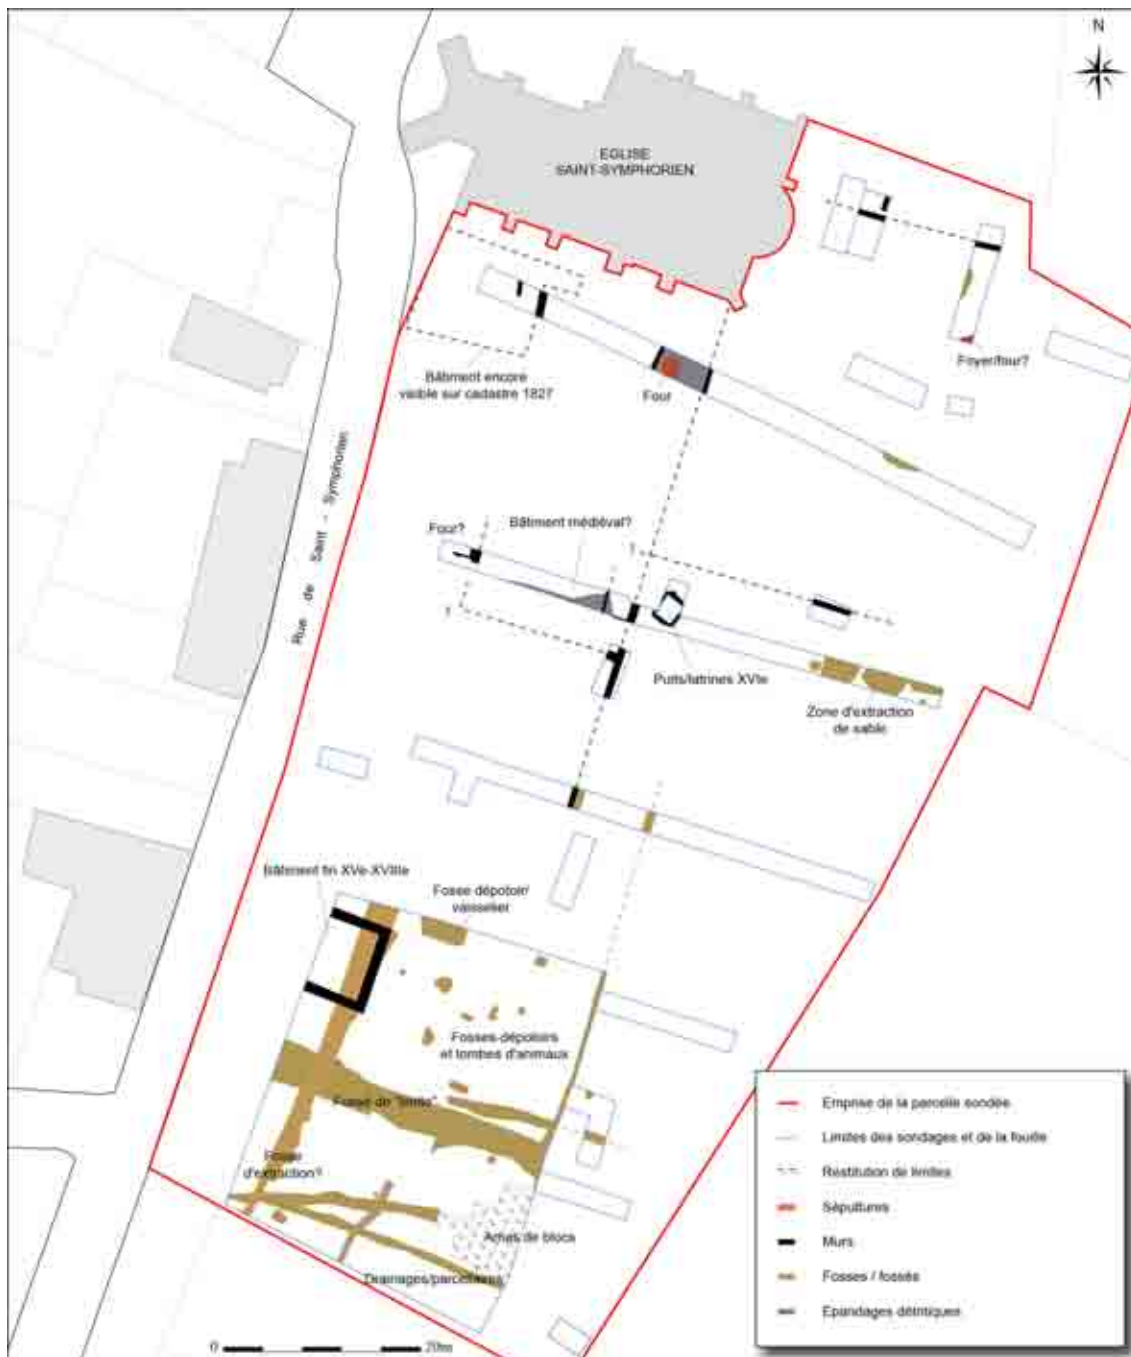 N
EGLISE
SAINT-SYMPHORIEN
Foyer/four?
Bâtiment encore
visible sur cadastre 1827
Four
Rue de Saint - Symphorien
Four?
Bâtiment médiéval?
?
?
Puits/latrines XVIe
Zone d'extraction
de sable
Bâtiment fin XVe-XVIIIe
Fosse dépotoir/
vaisselier
Fosses-dépotoirs
et tombes d'animaux
Fosse de
d'extraction?
Amas de blocs
Drainages/parcellaires
0 20m
Emprise de la parcelle sondée
Limites des sondages et de la fouille
Restitution de limites
Sépultures
Murs
Fosses / fossés
Epandages détritiques